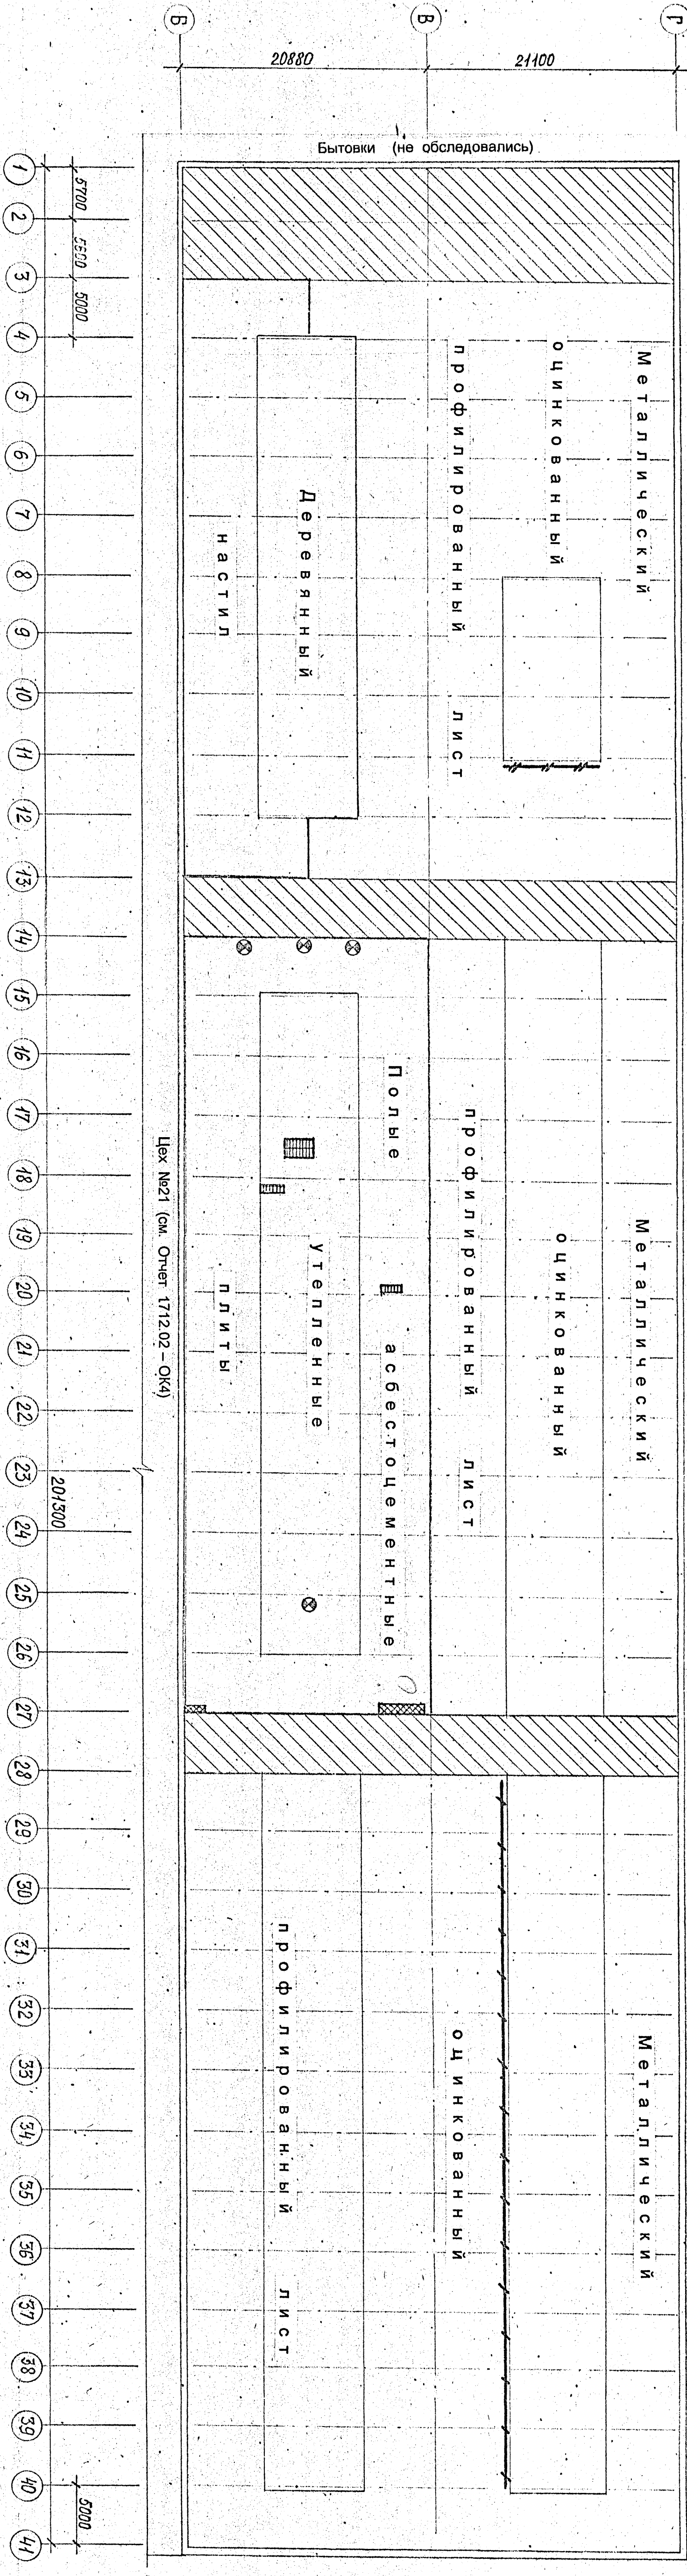 Б
В
Г
20880
21100
Бытовки (не обследовались)
1
2
3
4
5
6
7
8
9
10
11
12
13
14
15
16
17
18
19
20
21
22
23
24
25
26
27
28
29
30
31
32
33
34
35
36
37
38
39
40
41
5700
5600
5000
201300
5000
Цех №21 (см. Отчет 1712.02 – ОК4)
Металлический
оцинкованный
профилированный лист
Деревянный
настил
Металлический
оцинкованный
профилированный лист
Полые
асбестоцементные
утепленные
плиты
Металлический
оцинкованный
профилированный лист